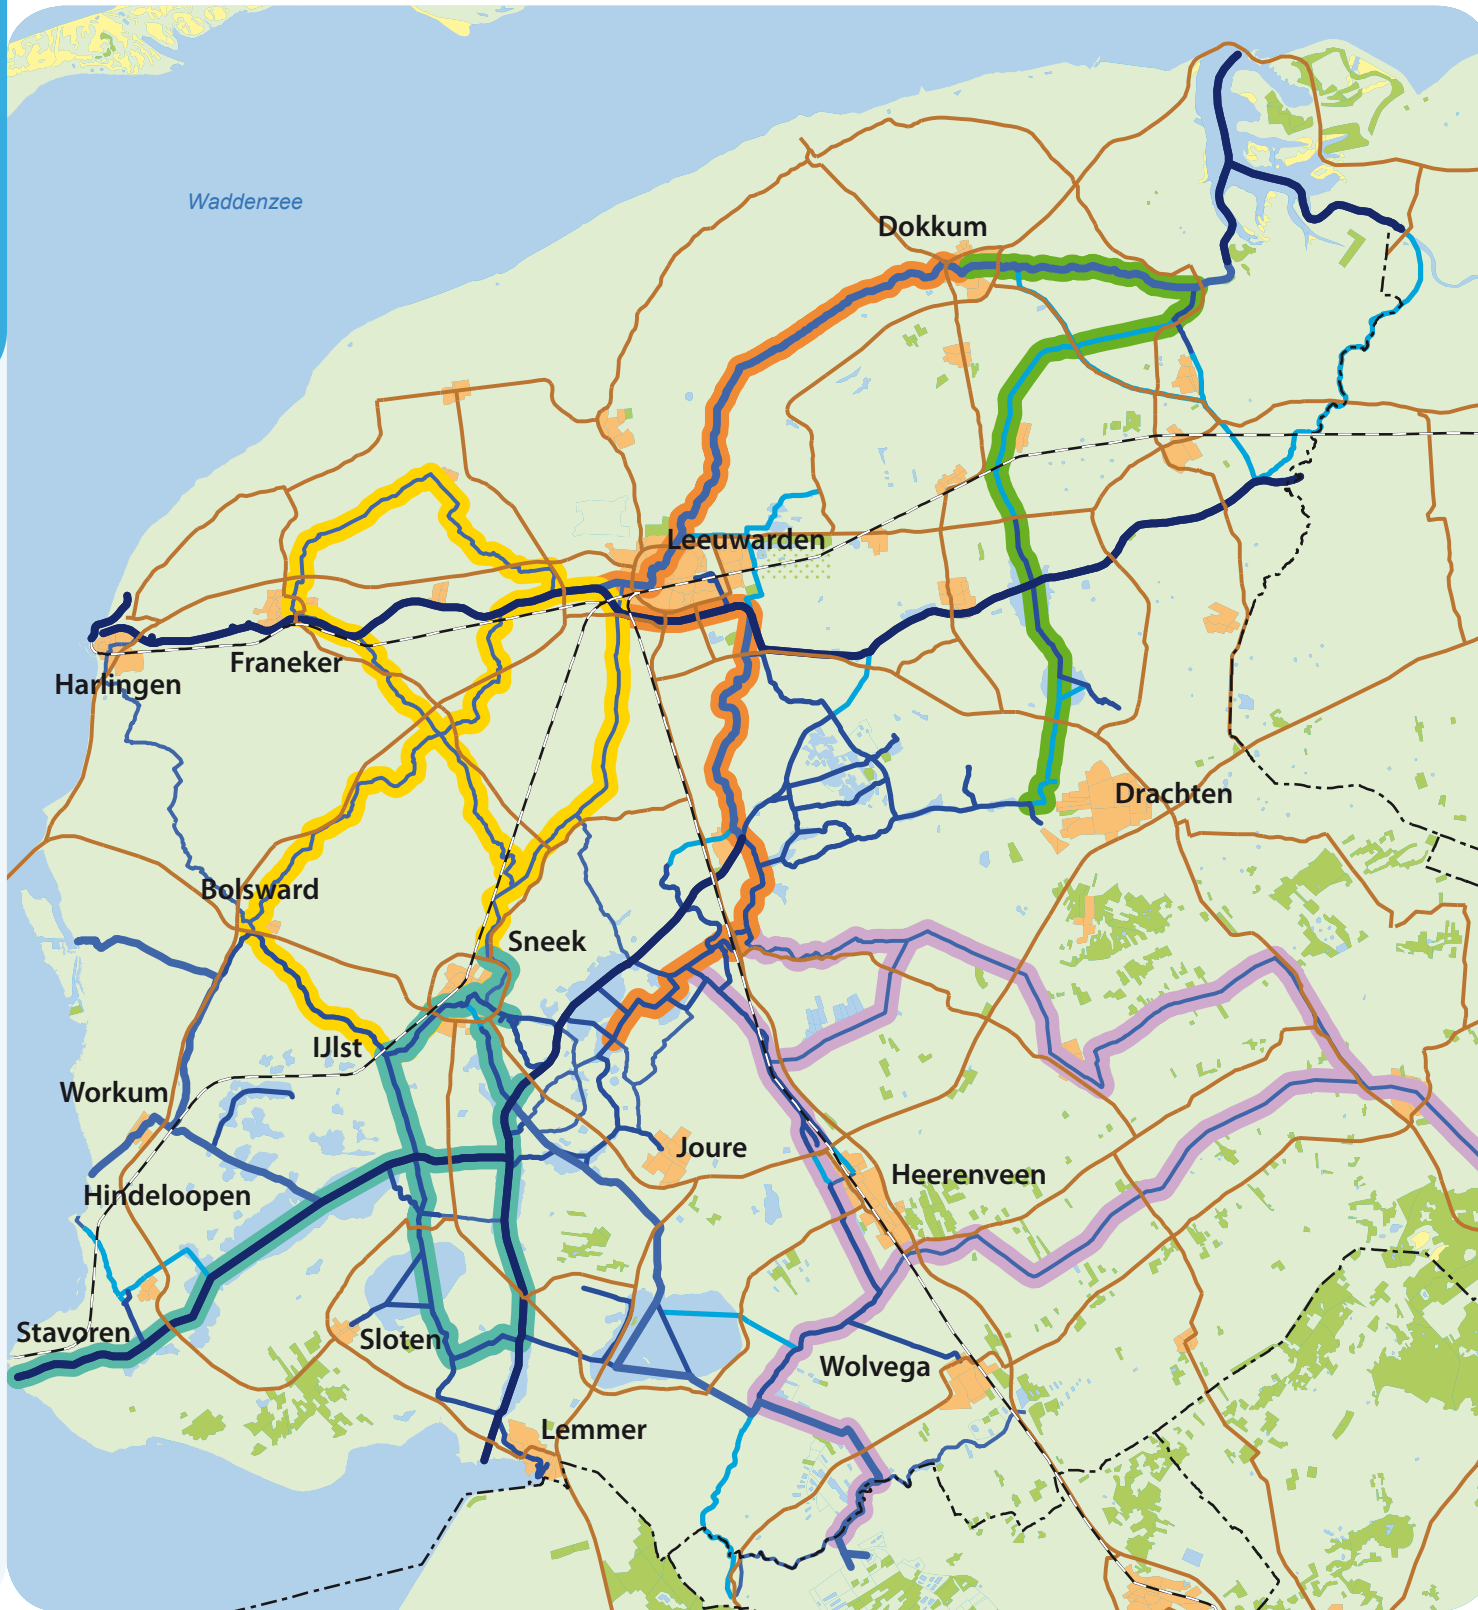 Waddenzee
Dokkum
Leeuwarden
Franeker
Harlingen
Drachten
Bolsward
Sneek
IJlst
Workum
Joure
Heerenveen
Hindeloopen
Stavoren
Sloten
Wolvega
Lemmer